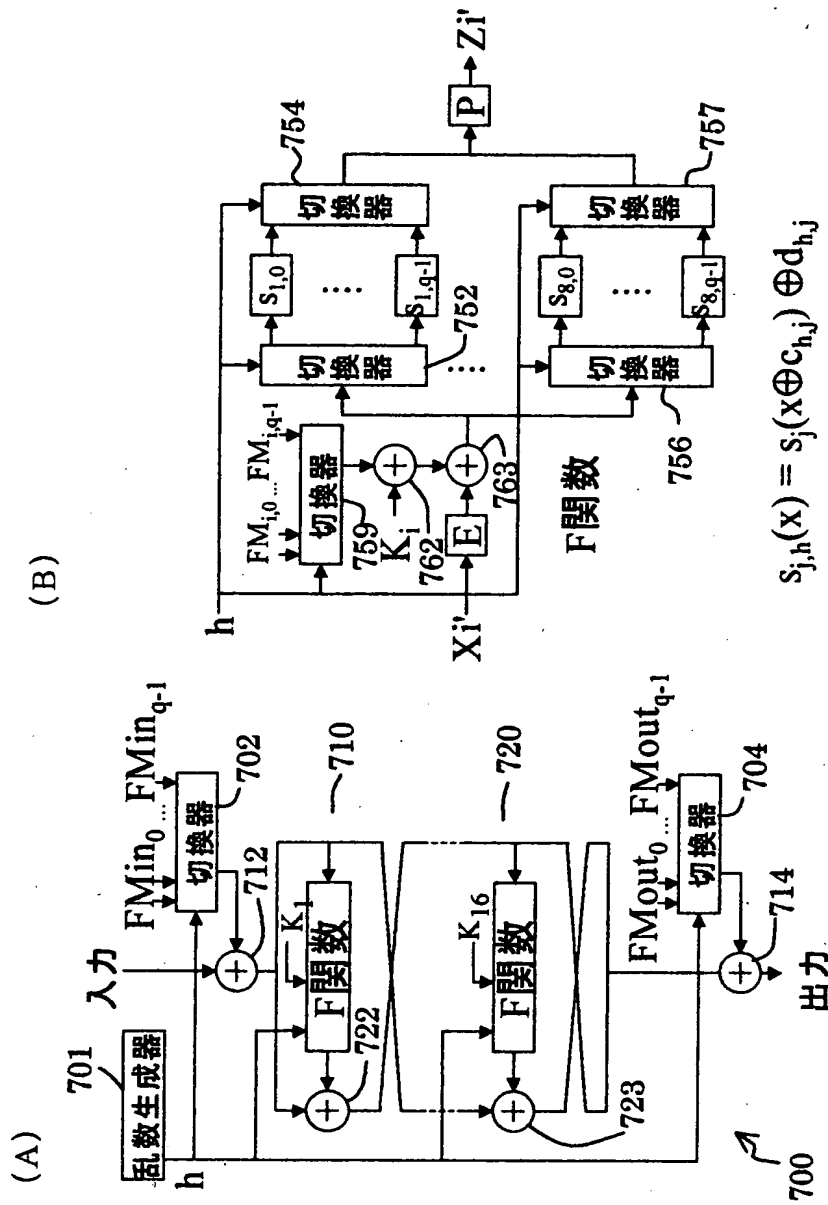 (A)
乱数生成器
701
h
入力
FMin0 ... FMinq-1
切換器
702
712
K1
F関数
710
722
K16
F関数
720
723
FMout0 ... FMoutq-1
切換器
704
714
出力
700
(B)
h
FMi,0 ... FMi,q-1
切換器
759
Ki
762
Xi'
E
763
F関数
切換器
752
S1,0
....
S1,q-1
切換器
754
....
切換器
756
S8,0
....
S8,q-1
切換器
757
P
Zi'
Sj,h(x) = Sj(x⊕ch,j)⊕dh,j